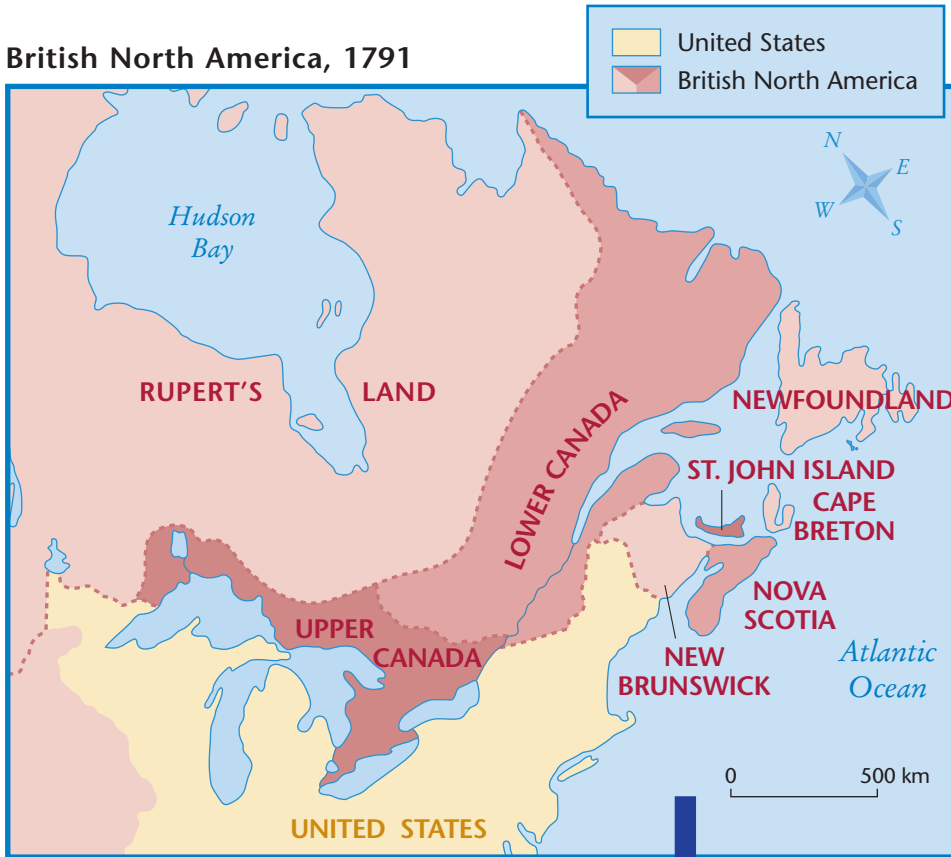 British North America, 1791
United States
British North America
N
E
W
S
Hudson
Bay
RUPERT'S LAND
NEWFOUNDLAND
LOWER CANADA
ST. JOHN ISLAND
CAPE
BRETON
NOVA
SCOTIA
UPPER
CANADA
NEW
BRUNSWICK
Atlantic
Ocean
0 500 km
UNITED STATES